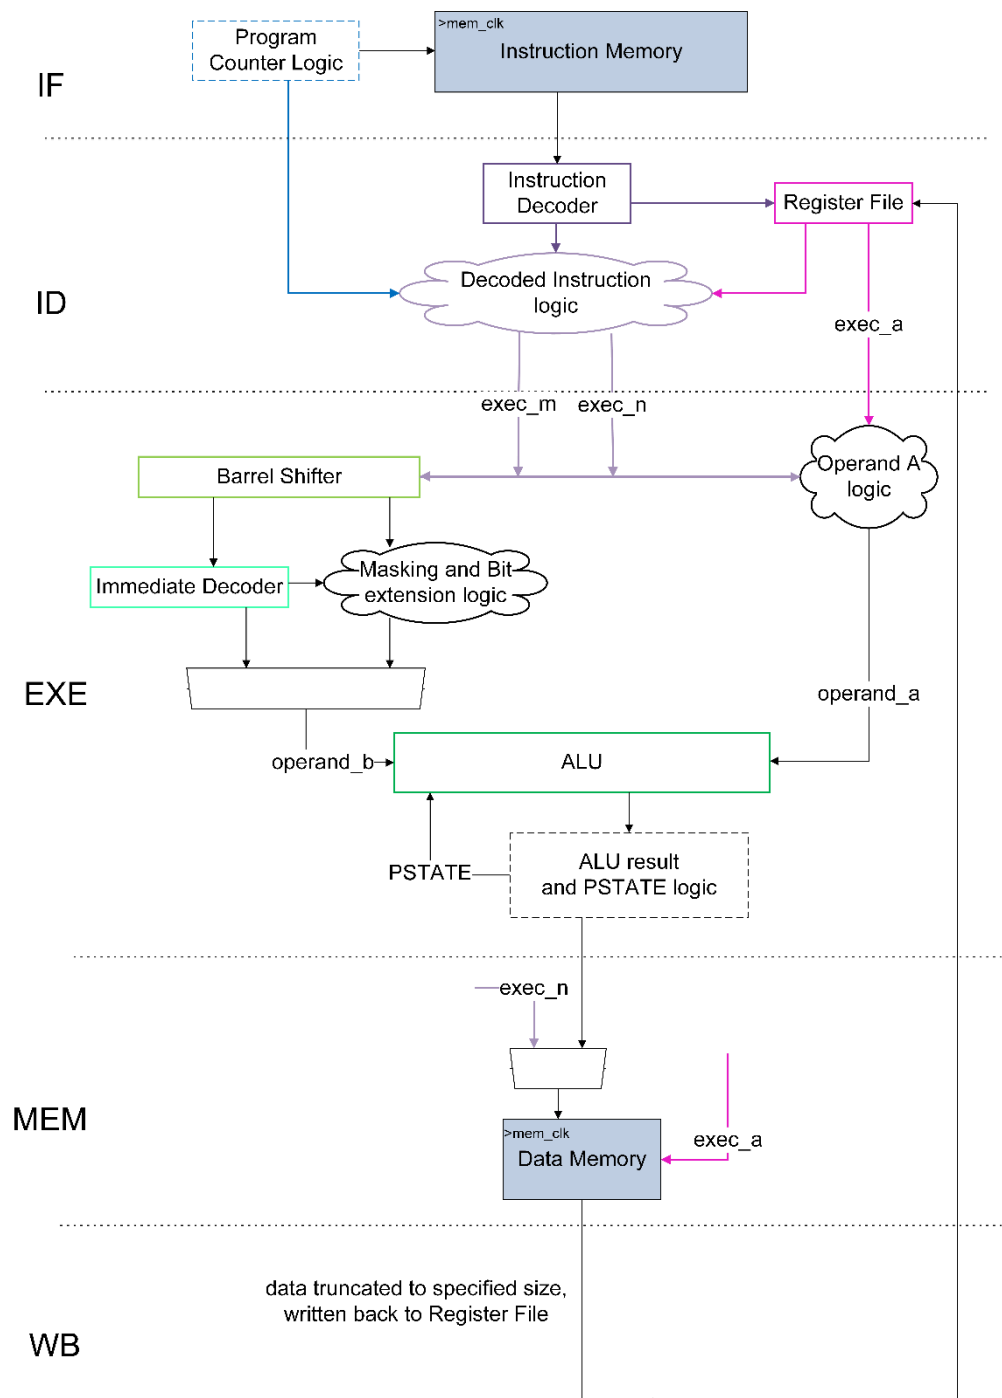 >mem_clk
Program
Counter Logic
Instruction Memory
IF
Instruction
Decoder
Register File
Decoded Instruction
logic
ID
exec_a
exec_m
exec_n
Operand A
logic
Barrel Shifter
Masking and Bit
extension logic
Immediate Decoder
EXE
operand_a
operand_b
ALU
PSTATE
ALU result
and PSTATE logic
exec_n
MEM
>mem_clk
Data Memory
exec_a
data truncated to specified size,
written back to Register File
WB